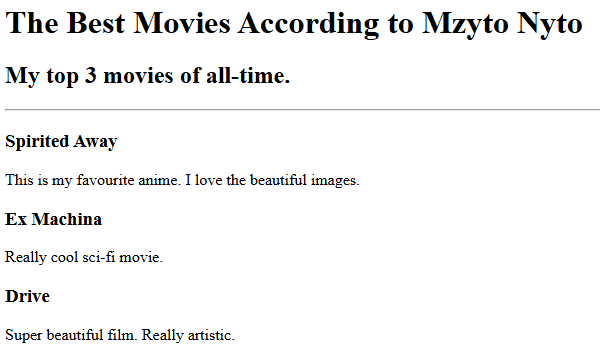 The Best Movies According to Mzyto Nyto
My top 3 movies of all-time.
Spirited Away
This is my favourite anime. I love the beautiful images.
Ex Machina
Really cool sci-fi movie.
Drive
Super beautiful film. Really artistic.